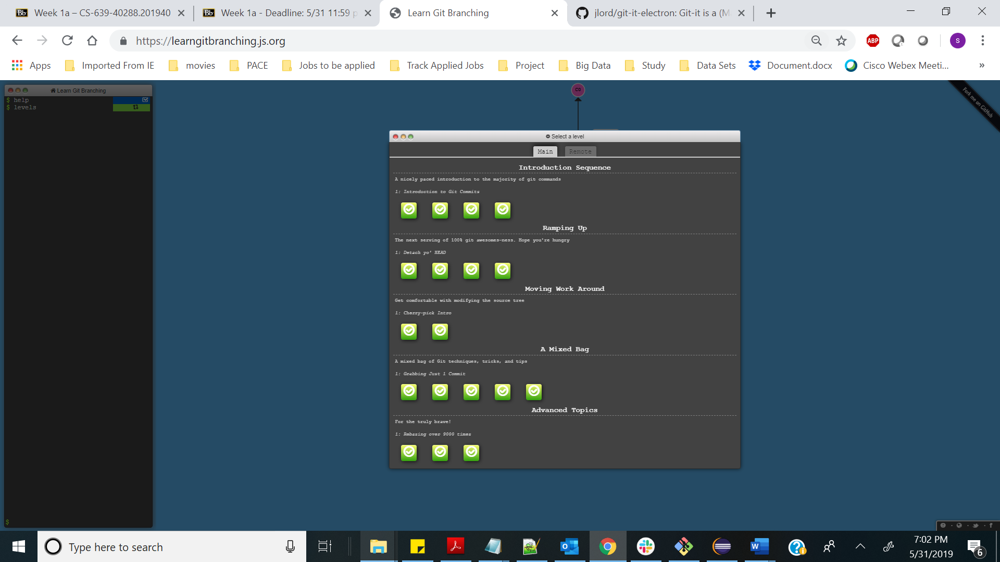 Week 1a – CS-639-40288.201940
Week 1a - Deadline: 5/31 11:59 p
Learn Git Branching
jlord/git-it-electron: Git-it is a (M
https://learngitbranching.js.org
ABP
S
Apps
Imported From IE
movies
PACE
Jobs to be applied
Track Applied Jobs
Project
Big Data
Study
Data Sets
Document.docx
Cisco Webex Meeti...
»
Learn Git Branching
$ help
$ levels
C0
Fork me on GitHub
Select a level
Main
Remote
Introduction Sequence
A nicely paced introduction to the majority of git commands
1: Introduction to Git Commits
Ramping Up
The next serving of 100% git awesomes-ness. Hope you're hungry
1: Detach yo' HEAD
Moving Work Around
Get comfortable with modifying the source tree
1: Cherry-pick Intro
A Mixed Bag
A mixed bag of Git techniques, tricks, and tips
1: Grabbing Just 1 Commit
Advanced Topics
For the truly brave!
1: Rebasing over 9000 times
$
Type here to search
7:02 PM
5/31/2019
6